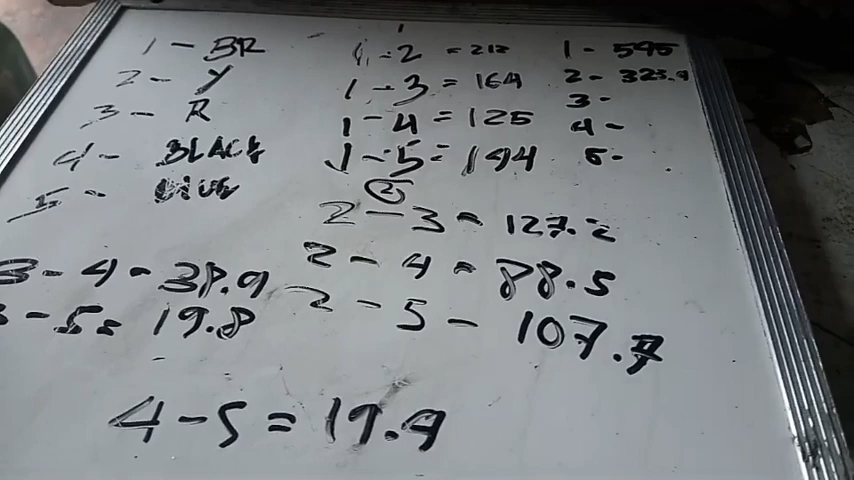 1 - BR
2 - Y
3 - R
4 - BLACK
5 - BLUE
1 - 2 = 212
1 - 3 = 164
1 - 4 = 125
1 - 5 = 144
1 - 595
2 - 323.9
3 -
4 -
5 -
2
2 - 3 = 127.2
2 - 4 = 88.5
2 - 5 - 107.7
3 - 4 = 38.9
3 - 5 = 19.8
4 - 5 = 19.9